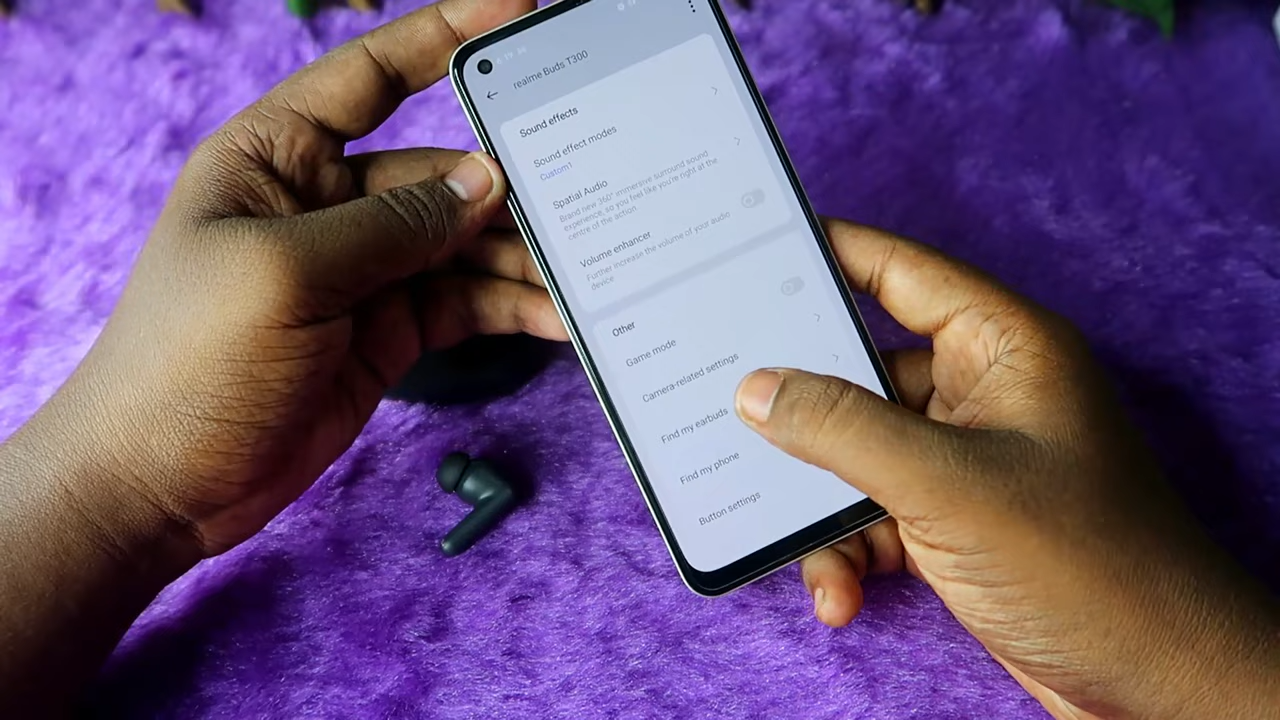 realme Buds T300
Sound effects
Sound effect modes
Custom1
Spatial Audio
Brand new 360° immersive surround sound
experience, so you feel like you're right at the
centre of the action
Volume enhancer
Further increase the volume of your audio
device
Other
Game mode
Camera-related settings
Find my earbuds
Find my phone
Button settings